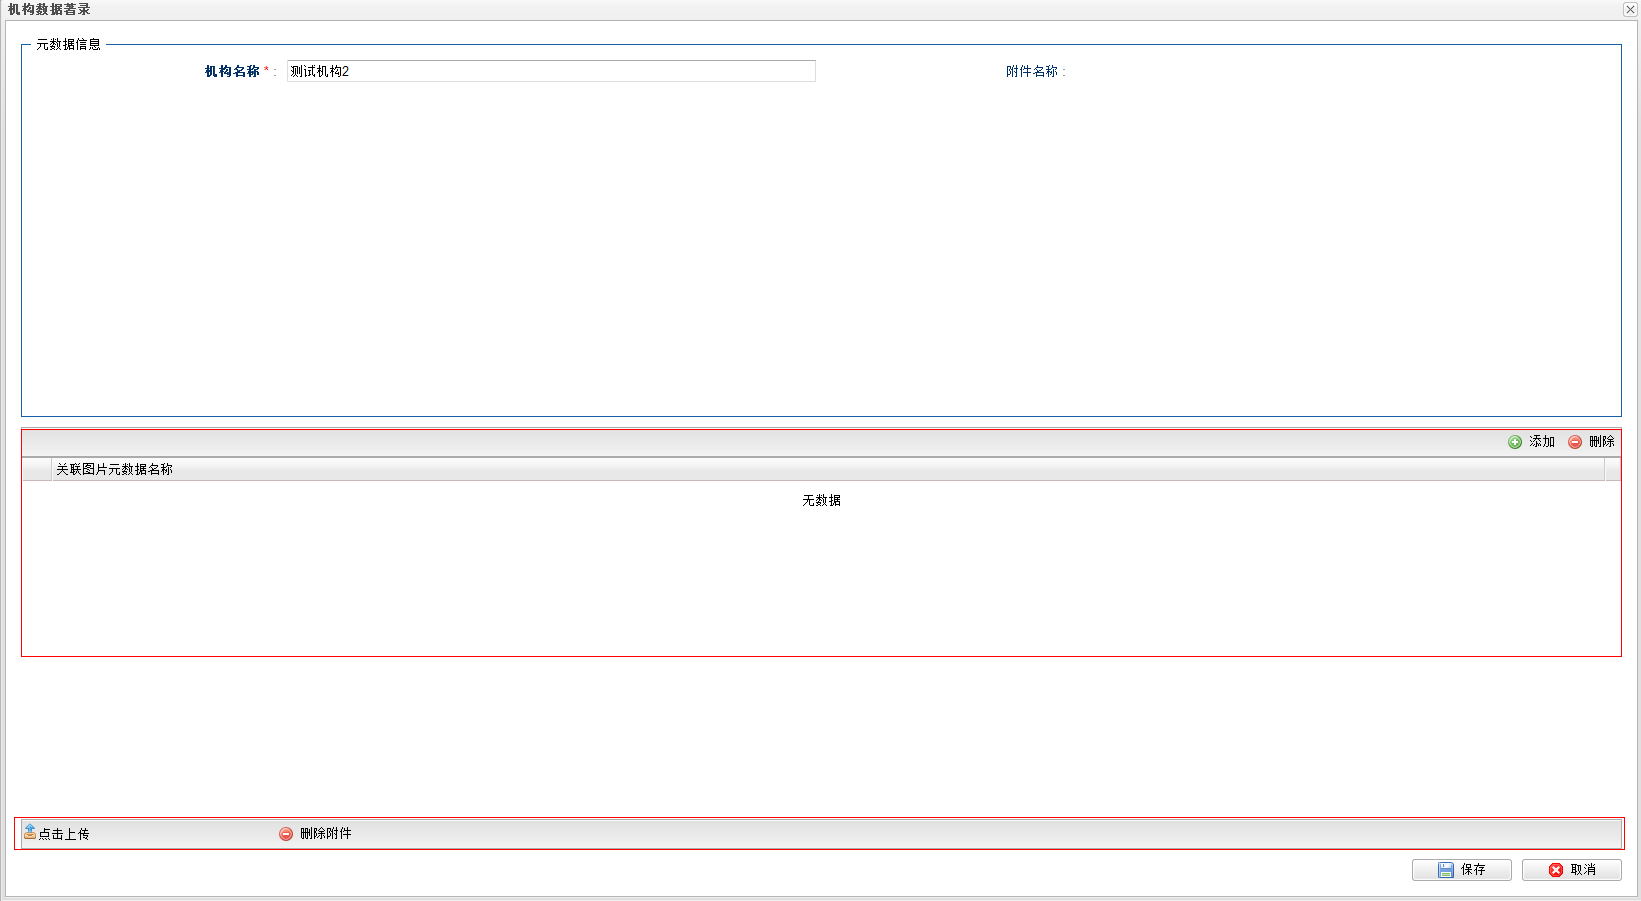 机构数据著录
元数据信息
机构名称 * : 测试机构2 附件名称 :
添加 删除
关联图片元数据名称
无数据
点击上传 删除附件
保存 取消